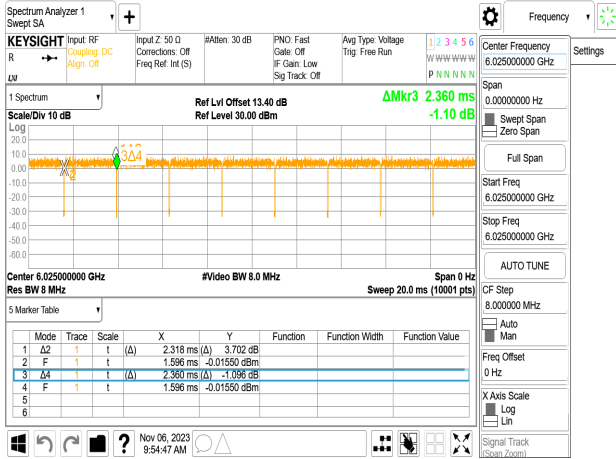 Spectrum Analyzer 1
Swept SA
Frequency
KEYSIGHT
R
LXI
Input: RF
Coupling: DC
Align: Off
Input Z: 50 Ω
Corrections: Off
Freq Ref: Int (S)
#Atten: 30 dB
PNO: Fast
Gate: Off
IF Gain: Low
Sig Track: Off
Avg Type: Voltage
Trig: Free Run
1 2 3 4 5 6
W W W W W W
P N N N N N
1 Spectrum
Scale/Div 10 dB
Ref Lvl Offset 13.40 dB
Ref Level 30.00 dBm
ΔMkr3 2.360 ms
-1.10 dB
Log
20.0
10.0
0.00
-10.0
-20.0
-30.0
-40.0
-50.0
-60.0
3Δ4
Center 6.025000000 GHz
Res BW 8 MHz
#Video BW 8.0 MHz
Span 0 Hz
Sweep 20.0 ms (10001 pts)
5 Marker Table
Mode Trace Scale X Y Function Function Width Function Value
1 Δ2 1 t (Δ) 2.318 ms (Δ) 3.702 dB
2 F 1 t 1.596 ms -0.01550 dBm
3 Δ4 1 t (Δ) 2.360 ms (Δ) -1.096 dB
4 F 1 t 1.596 ms -0.01550 dBm
5
6
Nov 06, 2023
9:54:47 AM
Center Frequency
6.025000000 GHz
Settings
Span
0.00000000 Hz
Swept Span
Zero Span
Full Span
Start Freq
6.025000000 GHz
Stop Freq
6.025000000 GHz
AUTO TUNE
CF Step
8.000000 MHz
Auto
Man
Freq Offset
0 Hz
X Axis Scale
Log
Lin
Signal Track
(Span Zoom)